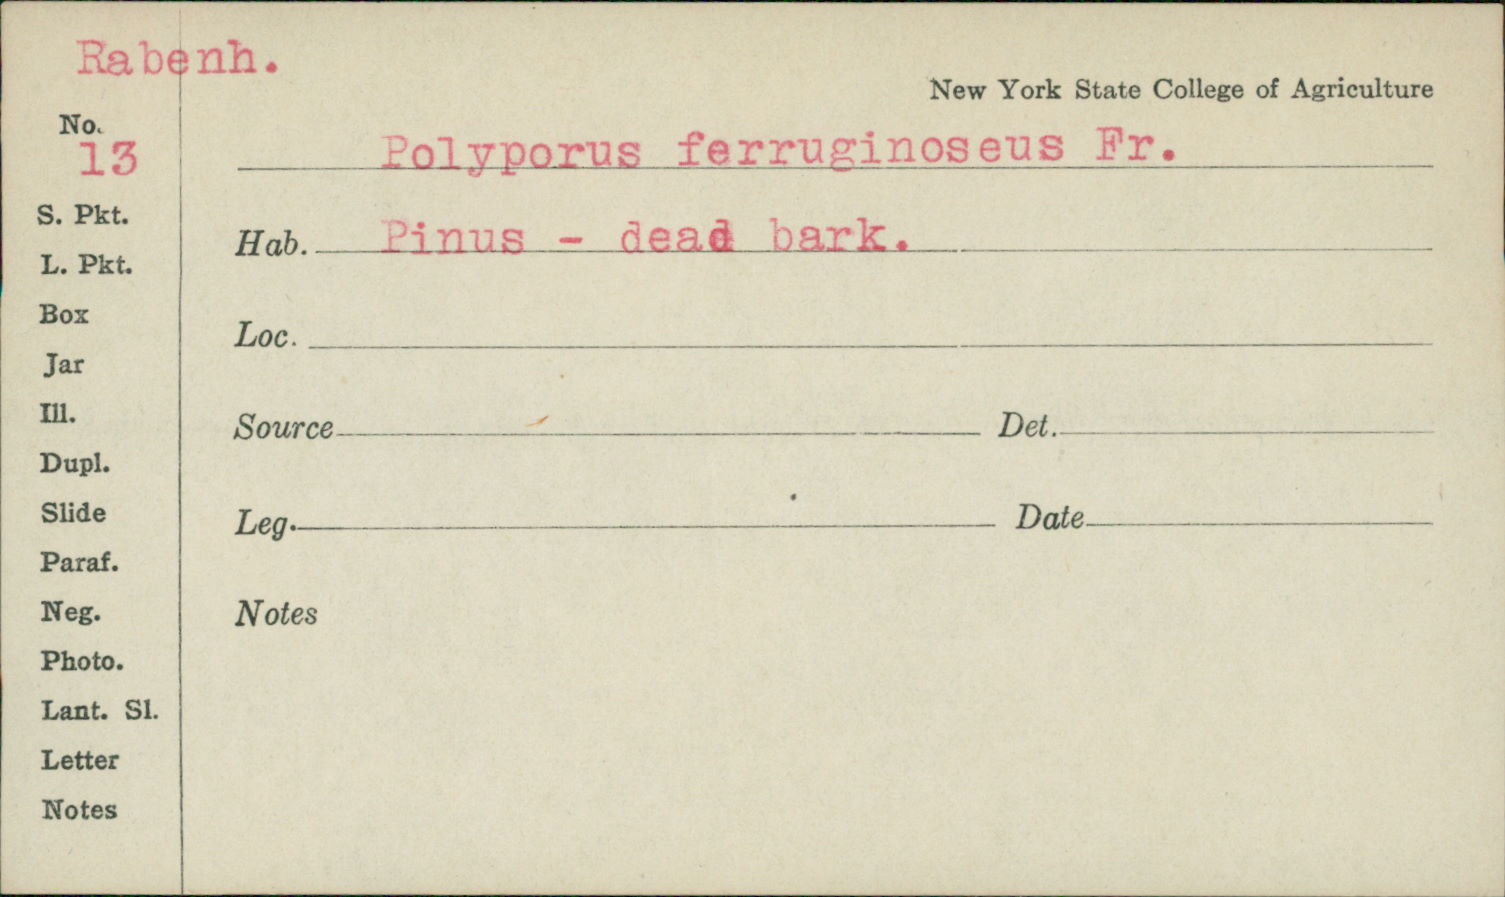 Rabenh.
New York State College of Agriculture
No.
13
Polyporus ferruginoseus Fr.
S. Pkt.
Hab. Pinus - dead bark.
L. Pkt.
Box
Loc.
Jar
Ill.
Source Det.
Dupl.
Slide
Leg. Date
Paraf.
Neg.
Notes
Photo.
Lant. Sl.
Letter
Notes